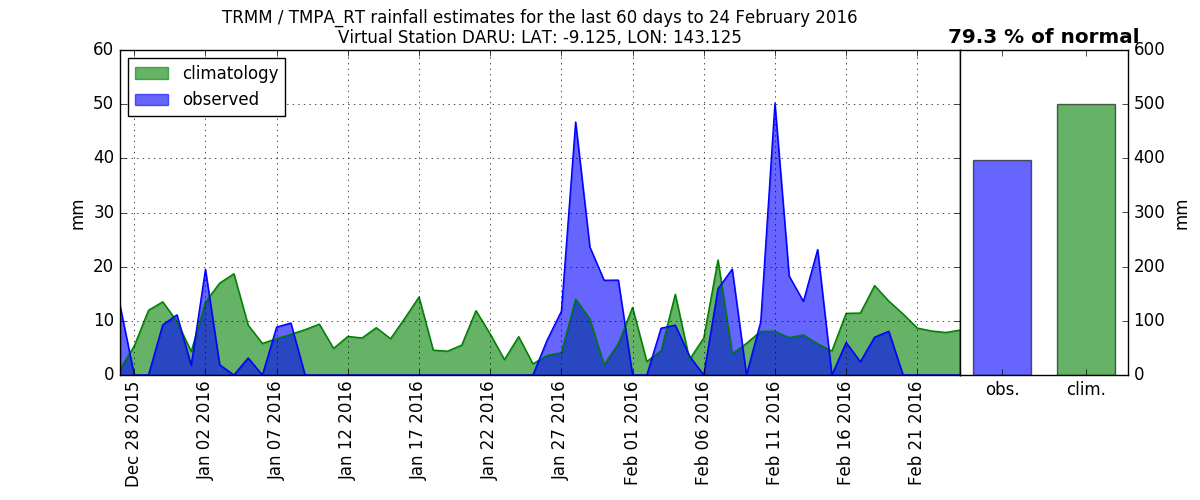 TRMM / TMPA_RT rainfall estimates for the last 60 days to 24 February 2016
Virtual Station DARU: LAT: -9.125, LON: 143.125
79.3 % of normal
climatology
observed
60
50
40
30
20
10
0
mm
600
500
400
300
200
100
0
mm
Dec 28 2015
Jan 02 2016
Jan 07 2016
Jan 12 2016
Jan 17 2016
Jan 22 2016
Jan 27 2016
Feb 01 2016
Feb 06 2016
Feb 11 2016
Feb 16 2016
Feb 21 2016
obs.
clim.